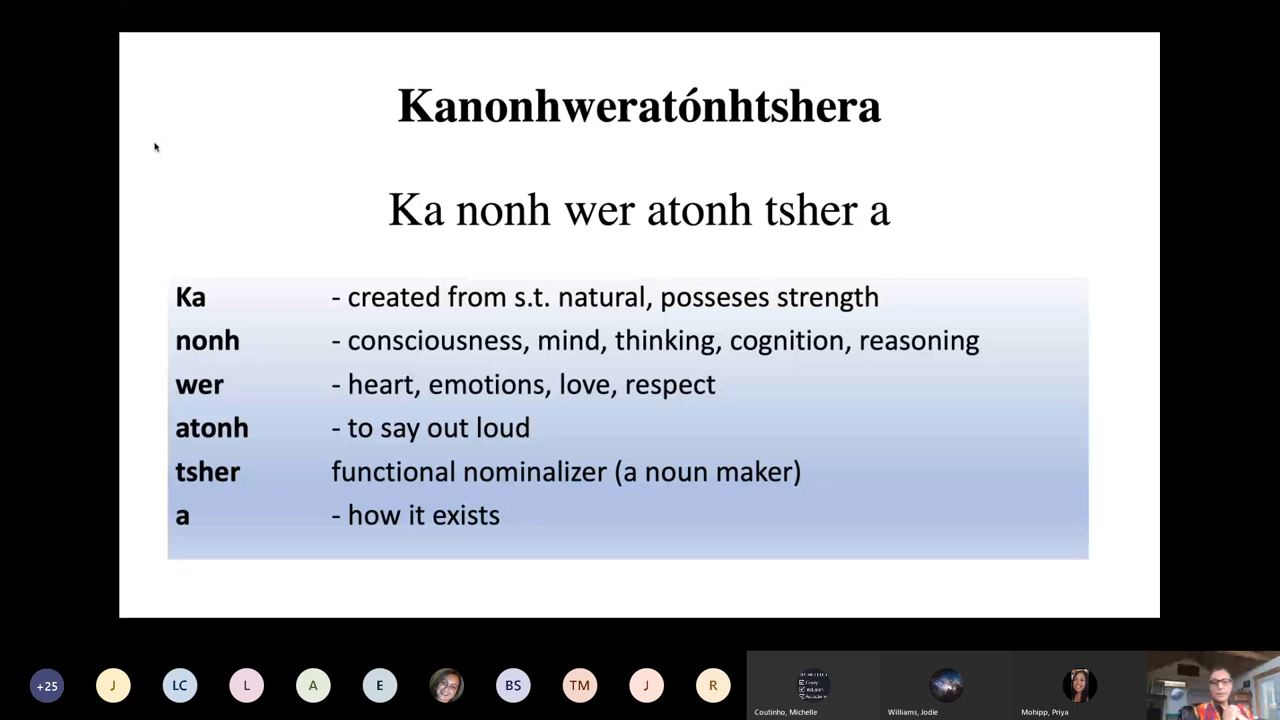 Kanonhweratónhtshera
Ka nonh wer atonh tsher a
Ka - created from s.t. natural, posseses strength
nonh - consciousness, mind, thinking, cognition, reasoning
wer - heart, emotions, love, respect
atonh - to say out loud
tsher functional nominalizer (a noun maker)
a - how it exists
+25 J LC L A E BS TM J R
Coutinho, Michelle Williams, Jodie Mohipp, Priya